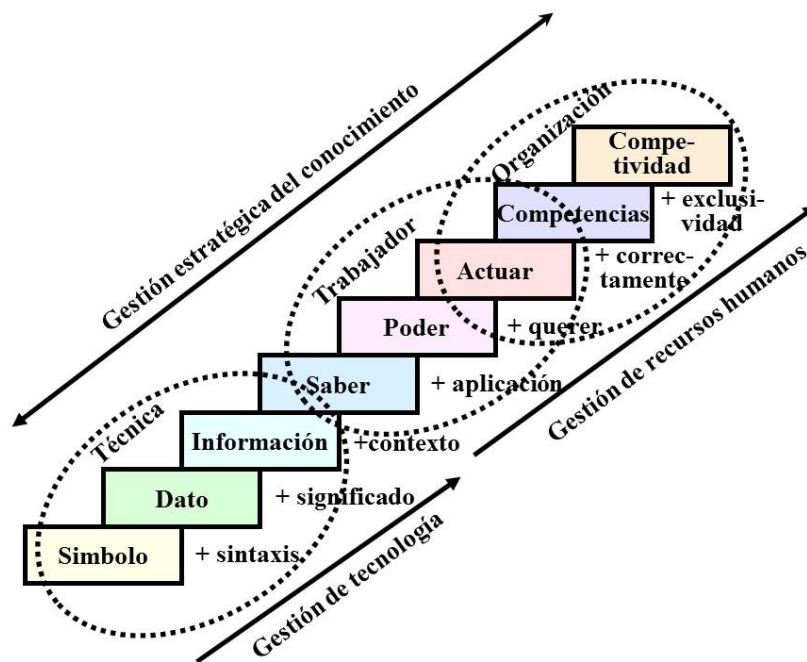 Gestión estratégica del conocimiento
Organización
Compe-
tividad
+ exclusi-
vidad
Competencias
+ correc-
tamente
Trabajador
Actuar
+ querer
Poder
+ aplicación
Saber
+contexto
Técnica
Información
+ significado
Dato
+ sintaxis
Simbolo
Gestión de recursos humanos
Gestión de tecnología